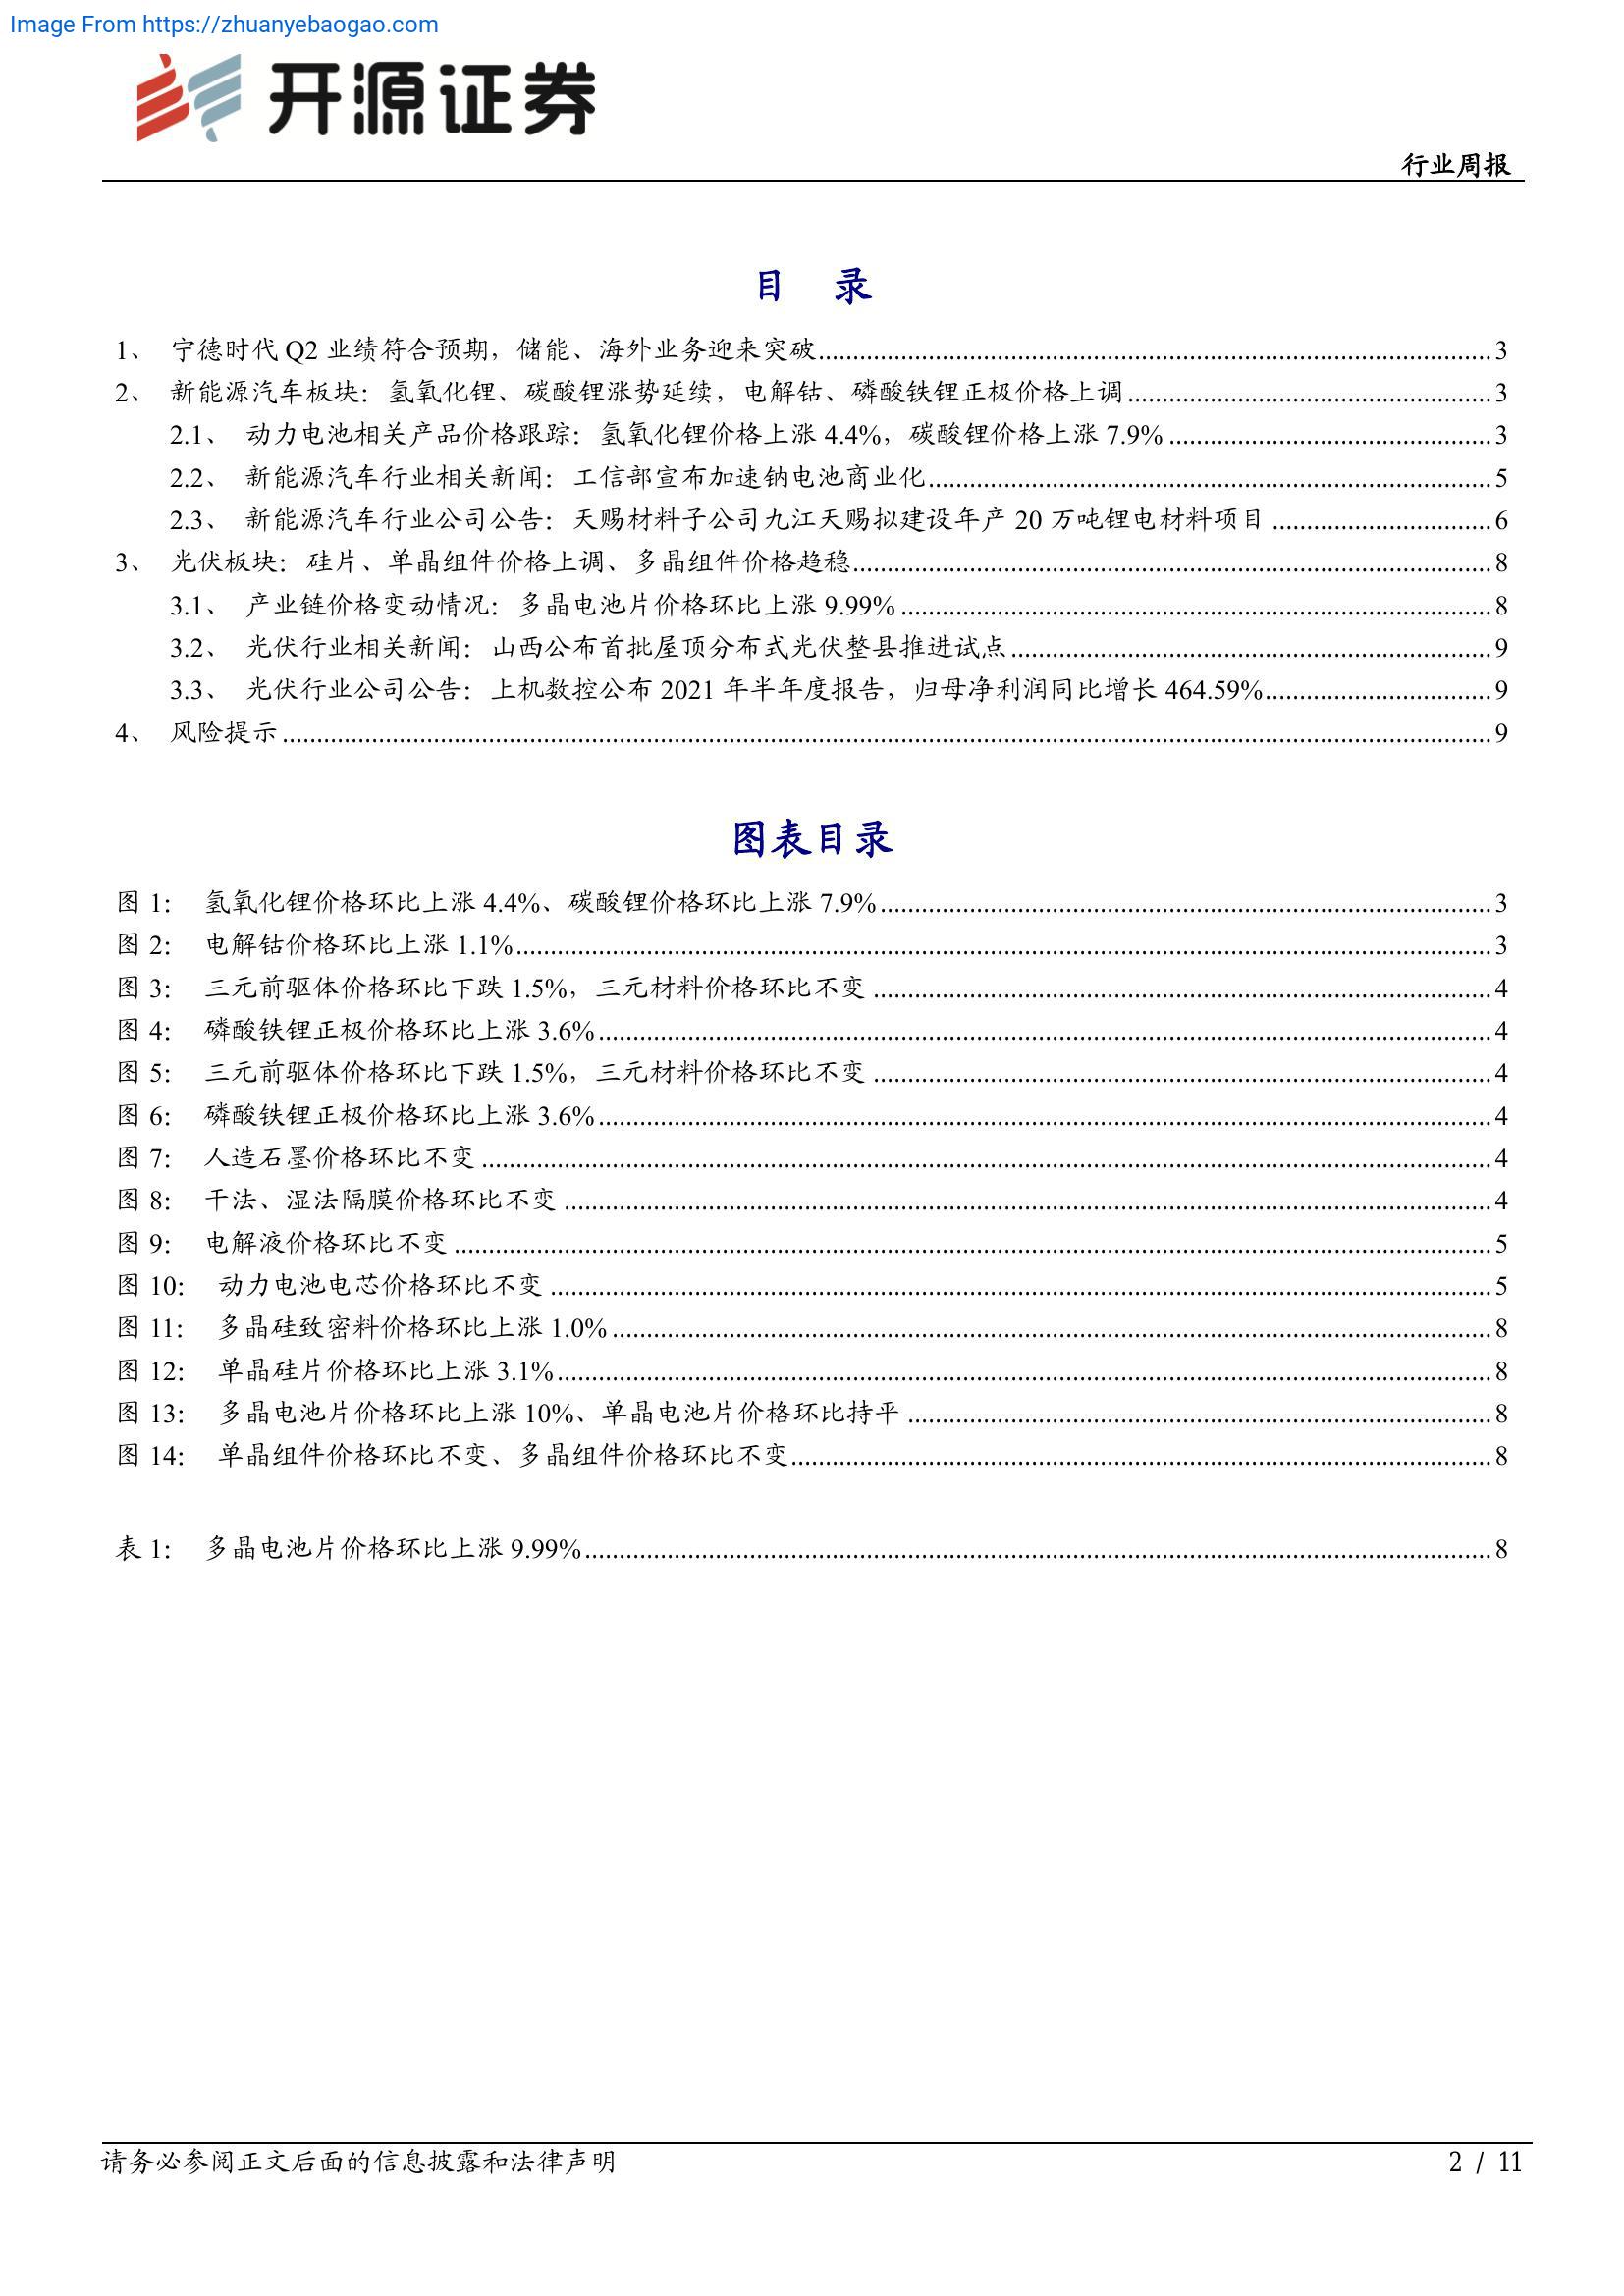 Image From https://zhuanyebaogao.com
开源证券
行业周报
目 录
1、 宁德时代 Q2 业绩符合预期，储能、海外业务迎来突破 3
2、 新能源汽车板块：氢氧化锂、碳酸锂涨势延续，电解钴、磷酸铁锂正极价格上调 3
2.1、 动力电池相关产品价格跟踪：氢氧化锂价格上涨 4.4%，碳酸锂价格上涨 7.9% 3
2.2、 新能源汽车行业相关新闻：工信部宣布加速钠电池商业化 5
2.3、 新能源汽车行业公司公告：天赐材料子公司九江天赐拟建设年产 20 万吨锂电材料项目 6
3、 光伏板块：硅片、单晶组件价格上调、多晶组件价格趋稳 8
3.1、 产业链价格变动情况：多晶电池片价格环比上涨 9.99% 8
3.2、 光伏行业相关新闻：山西公布首批屋顶分布式光伏整县推进试点 9
3.3、 光伏行业公司公告：上机数控公布 2021 年半年度报告，归母净利润同比增长 464.59% 9
4、 风险提示 9
图表目录
图 1： 氢氧化锂价格环比上涨 4.4%、碳酸锂价格环比上涨 7.9% 3
图 2： 电解钴价格环比上涨 1.1% 3
图 3： 三元前驱体价格环比下跌 1.5%，三元材料价格环比不变 4
图 4： 磷酸铁锂正极价格环比上涨 3.6% 4
图 5： 三元前驱体价格环比下跌 1.5%，三元材料价格环比不变 4
图 6： 磷酸铁锂正极价格环比上涨 3.6% 4
图 7： 人造石墨价格环比不变 4
图 8： 干法、湿法隔膜价格环比不变 4
图 9： 电解液价格环比不变 5
图 10： 动力电池电芯价格环比不变 5
图 11： 多晶硅致密料价格环比上涨 1.0% 8
图 12： 单晶硅片价格环比上涨 3.1% 8
图 13： 多晶电池片价格环比上涨 10%、单晶电池片价格环比持平 8
图 14： 单晶组件价格环比不变、多晶组件价格环比不变 8
表 1： 多晶电池片价格环比上涨 9.99% 8
请务必参阅正文后面的信息披露和法律声明 2 / 11